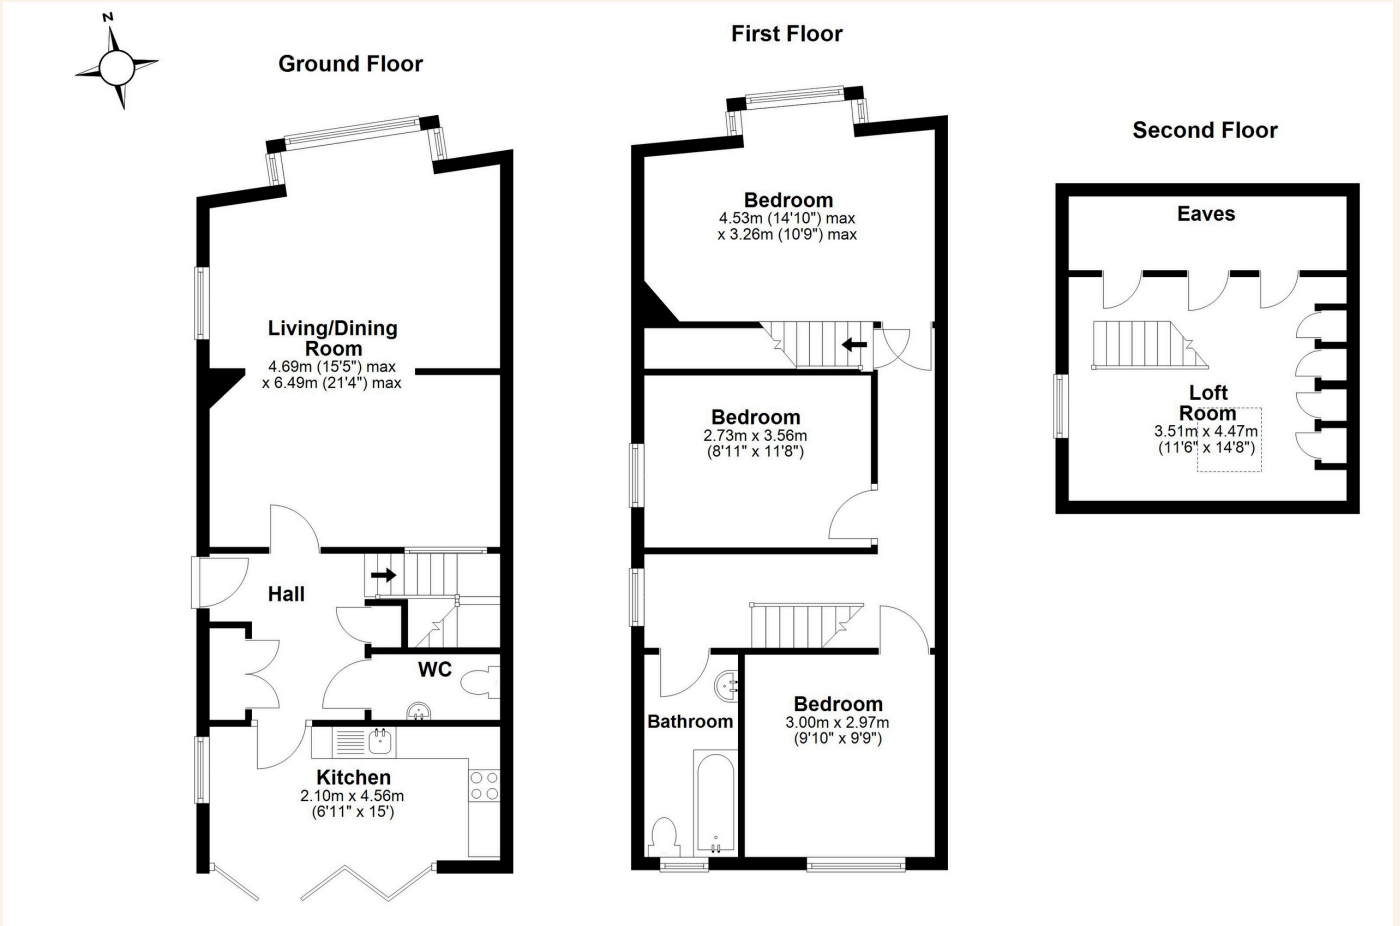 N
Ground Floor
Living/Dining
Room
4.69m (15'5") max
x 6.49m (21'4") max
Hall
WC
Kitchen
2.10m x 4.56m
(6'11" x 15')
First Floor
Bedroom
4.53m (14'10") max
x 3.26m (10'9") max
Bedroom
2.73m x 3.56m
(8'11" x 11'8")
Bathroom
Bedroom
3.00m x 2.97m
(9'10" x 9'9")
Second Floor
Eaves
Loft
Room
3.51m x 4.47m
(11'6" x 14'8")